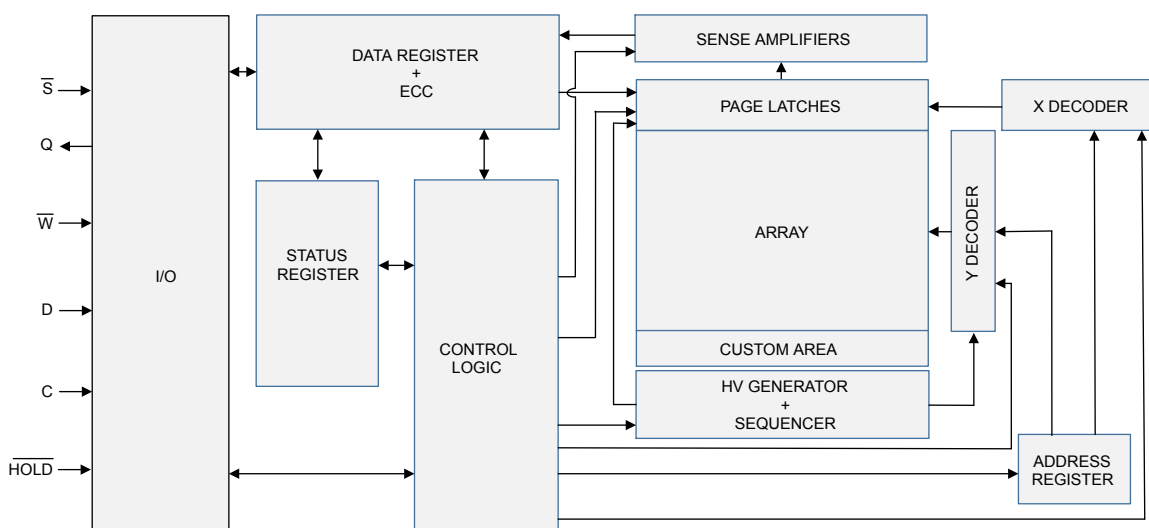 S̅
Q
W̅
D
C
H̅O̅L̅D̅
I/O
DATA REGISTER
+
ECC
STATUS
REGISTER
CONTROL
LOGIC
SENSE AMPLIFIERS
PAGE LATCHES
ARRAY
CUSTOM AREA
HV GENERATOR
+
SEQUENCER
Y DECODER
X DECODER
ADDRESS
REGISTER